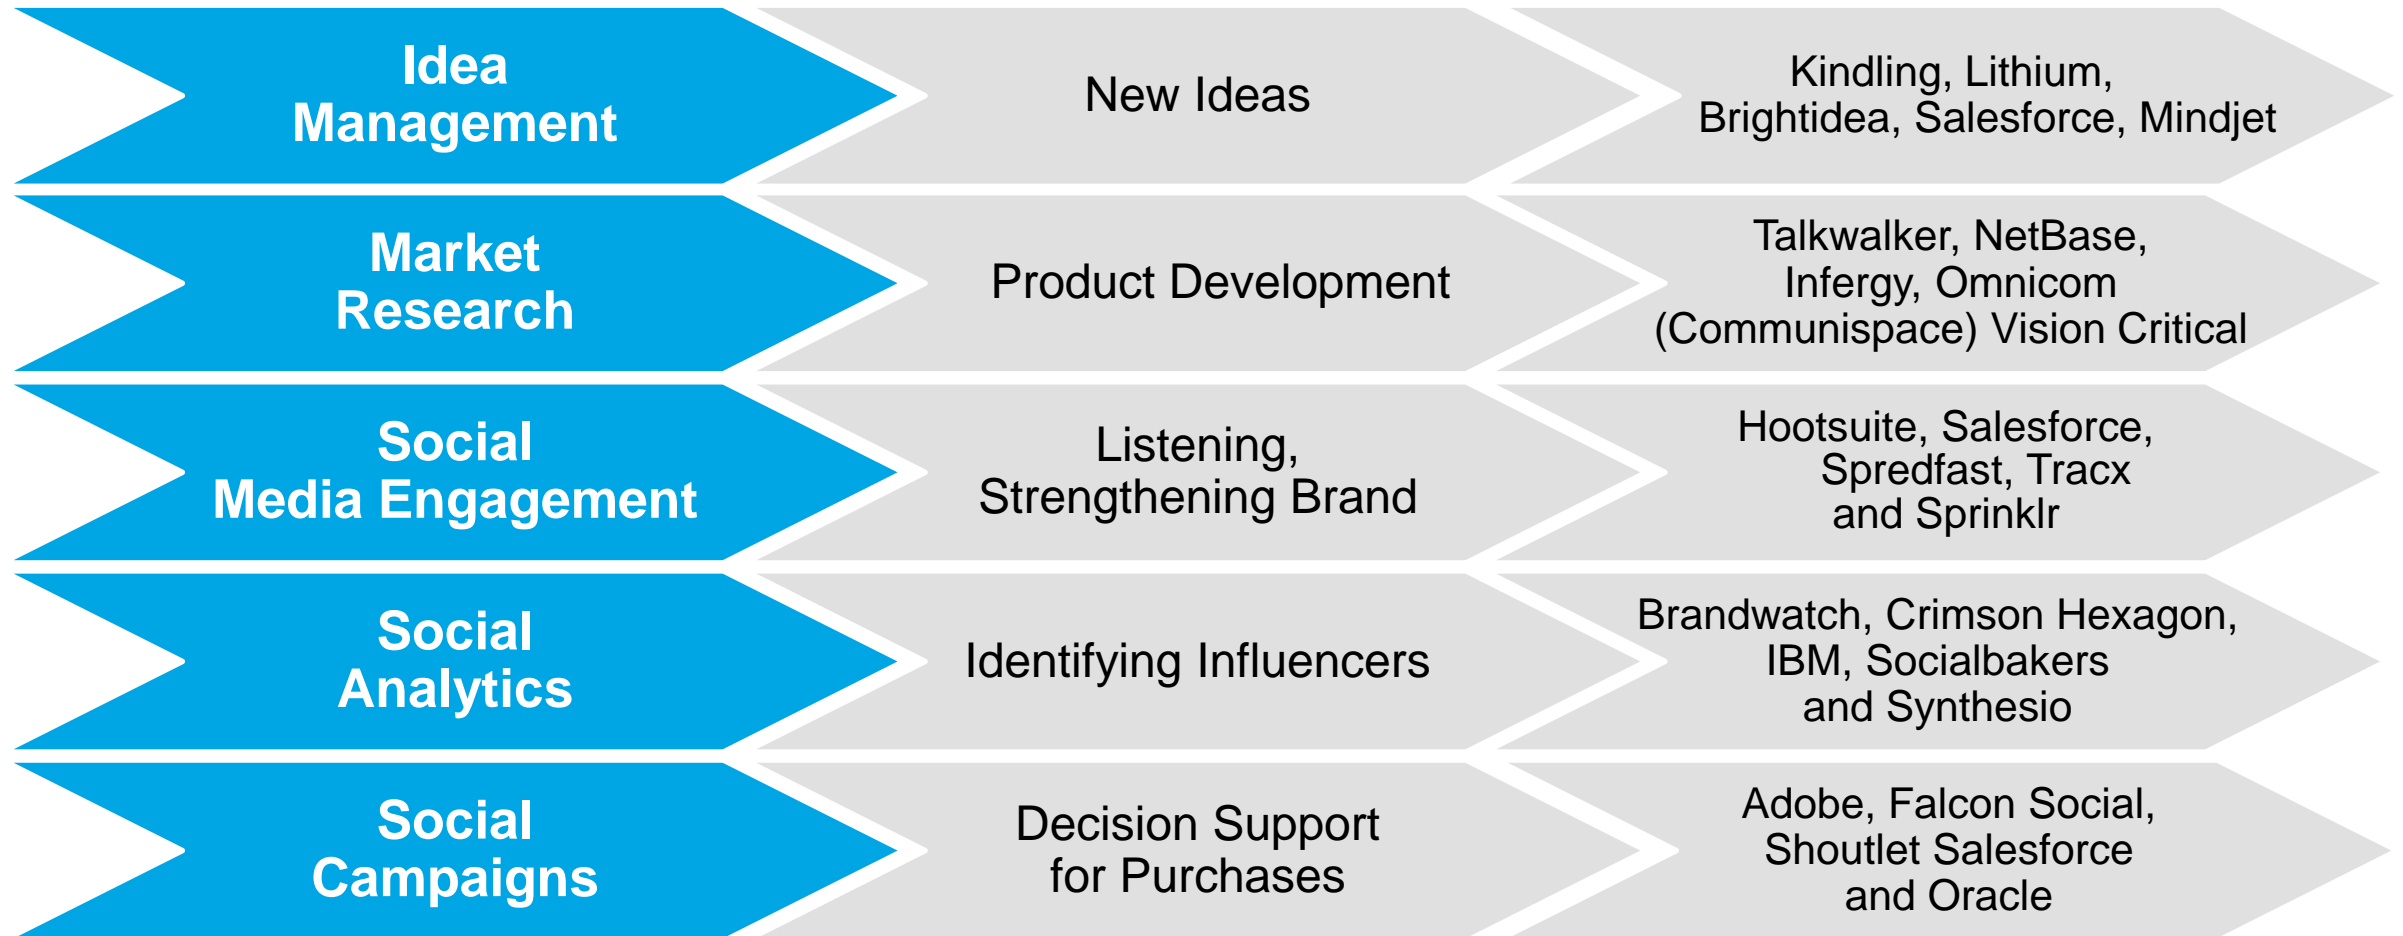 Idea
Management
New Ideas
Kindling, Lithium,
Brightidea, Salesforce, Mindjet
Market
Research
Product Development
Talkwalker, NetBase,
Infergy, Omnicom
(Communispace) Vision Critical
Social
Media Engagement
Listening,
Strengthening Brand
Hootsuite, Salesforce,
Spredfast, Tracx
and Sprinklr
Social
Analytics
Identifying Influencers
Brandwatch, Crimson Hexagon,
IBM, Socialbakers
and Synthesio
Social
Campaigns
Decision Support
for Purchases
Adobe, Falcon Social,
Shoutlet Salesforce
and Oracle